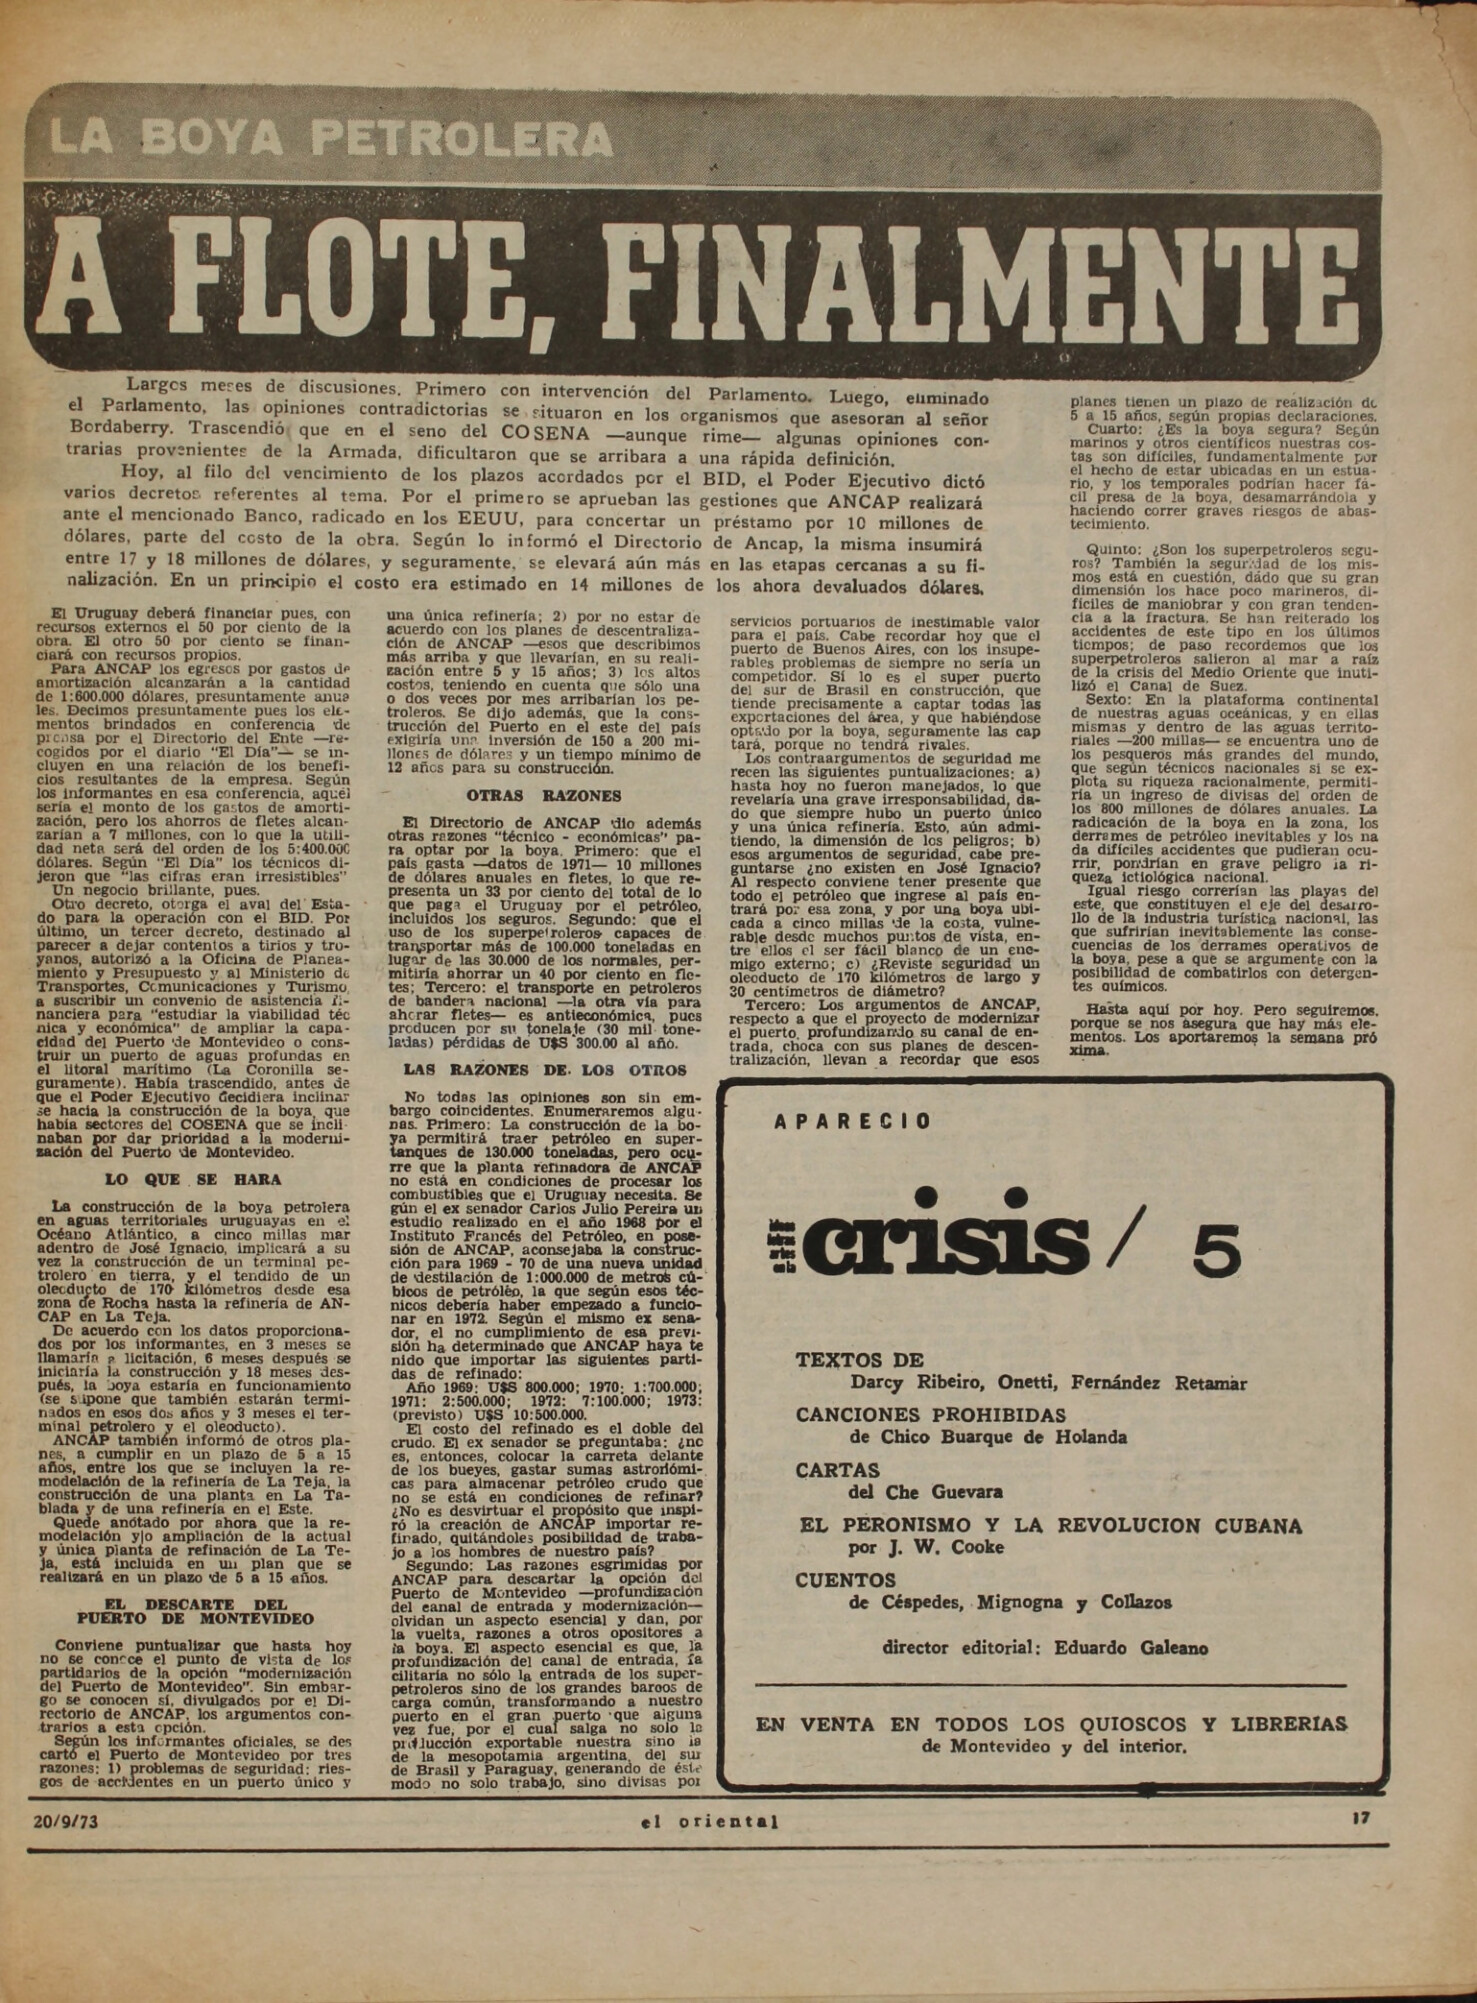 LA BOYA PETROLERA
A FLOTE, FINALMENTE
Larges meses de discusiones. Primero con intervención del Parlamento. Luego, eliminado
el Parlamento, las opiniones contradictorias se situaron en los organismos que asesoran al señor
Bordaberry. Trascendió que en el seno del COSENA —aunque rime— algunas opiniones con-
trarias provenientes de la Armada, dificultaron que se arribara a una rápida definición.
Hoy, al filo del vencimiento de los plazos acordados por el BID, el Poder Ejecutivo dictó
varios decretos referentes al tema. Por el primero se aprueban las gestiones que ANCAP realizará
ante el mencionado Banco, radicado en los EEUU, para concertar un préstamo por 10 millones de
dólares, parte del costo de la obra. Según lo informó el Directorio de Ancap, la misma insumirá
entre 17 y 18 millones de dólares, y seguramente, se elevará aún más en las etapas cercanas a su fi-
nalización. En un principio el costo era estimado en 14 millones de los ahora devaluados dólares.
El Uruguay deberá financiar pues, con
recursos externos el 50 por ciento de la
obra. El otro 50 por ciento se finan-
ciará con recursos propios.
Para ANCAP los egresos por gastos de
amortización alcanzarán a la cantidad
de 1:600.000 dólares, presuntamente anua
les. Decimos presuntamente pues los ele-
mentos brindados en conferencia de
prensa por el Directorio del Ente —re-
cogidos por el diario "El Día"— se in-
cluyen en una relación de los benefi-
cios resultantes de la empresa. Según
los informantes en esa conferencia, aquél
sería el monto de los gastos de amorti-
zación, pero los ahorros de fletes alcan-
zarían a 7 millones, con lo que la utili-
dad neta será del orden de los 5:400.000
dólares. Según "El Día" los técnicos di-
jeron que "las cifras eran irresistibles"
Un negocio brillante, pues.
Otro decreto, otorga el aval del Esta-
do para la operación con el BID. Por
último, un tercer decreto, destinado al
parecer a dejar contentos a tirios y tro-
yanos, autorizó a la Oficina de Planea-
miento y Presupuesto y al Ministerio de
Transportes, Comunicaciones y Turismo
a suscribir un convenio de asistencia fi-
nanciera para "estudiar la viabilidad téc
nica y económica" de ampliar la capa-
cidad del Puerto de Montevideo o cons-
truir un puerto de aguas profundas en
el litoral marítimo (La Coronilla se-
guramente). Había trascendido, antes de
que el Poder Ejecutivo decidiera inclinar
se hacia la construcción de la boya, que
había sectores del COSENA que se incli-
naban por dar prioridad a la moderni-
zación del Puerto de Montevideo.
LO QUE SE HARA
La construcción de la boya petrolera
en aguas territoriales uruguayas en el
Océano Atlántico, a cinco millas mar
adentro de José Ignacio, implicará a su
vez la construcción de un terminal pe-
trolero en tierra, y el tendido de un
oleoducto de 170 kilómetros desde esa
zona de Rocha hasta la refinería de AN-
CAP en La Teja.
De acuerdo con los datos proporciona-
dos por los informantes, en 3 meses se
llamaría a licitación, 6 meses después se
iniciaría la construcción y 18 meses des-
pués, la boya estaría en funcionamiento
(se supone que también estarán termi-
nados en esos dos años y 3 meses el ter-
minal petrolero y el oleoducto).
ANCAP también informó de otros pla-
nes, a cumplir en un plazo de 5 a 15
años, entre los que se incluyen la re-
modelación de la refinería de La Teja, la
construcción de una planta en La Ta-
blada y de una refinería en el Este.
Quede anotado por ahora que la re-
modelación y|o ampliación de la actual
y única planta de refinación de La Te-
ja, está incluida en un plan que se
realizará en un plazo de 5 a 15 años.
EL DESCARTE DEL
PUERTO DE MONTEVIDEO
Conviene puntualizar que hasta hoy
no se conoce el punto de vista de los
partidarios de la opción "modernización
del Puerto de Montevideo". Sin embar-
go se conocen sí, divulgados por el Di-
rectorio de ANCAP, los argumentos con-
trarios a esta opción.
Según los informantes oficiales, se des
cartó el Puerto de Montevideo por tres
razones: 1) problemas de seguridad: ries-
gos de accidentes en un puerto único y
una única refinería; 2) por no estar de
acuerdo con los planes de descentraliza-
ción de ANCAP —esos que describimos
más arriba y que llevarían, en su reali-
zación entre 5 y 15 años; 3) los altos
costos, teniendo en cuenta que sólo una
o dos veces por mes arribarían los pe-
troleros. Se dijo además, que la cons-
trucción del Puerto en el este del país
exigiría una inversión de 150 a 200 mi-
llones de dólares y un tiempo mínimo de
12 años para su construcción.
OTRAS RAZONES
El Directorio de ANCAP dio además
otras razones "técnico - económicas" pa-
ra optar por la boya. Primero: que el
país gasta —datos de 1971— 10 millones
de dólares anuales en fletes, lo que re-
presenta un 33 por ciento del total de lo
que paga el Uruguay por el petróleo,
incluidos los seguros. Segundo: que el
uso de los superpetroleros capaces de
transportar más de 100.000 toneladas en
lugar de las 30.000 de los normales, per-
mitiría ahorrar un 40 por ciento en fle-
tes; Tercero: el transporte en petroleros
de bandera nacional —la otra vía para
ahorar fletes— es antieconómica, pues
producen por su tonelaje (30 mil tone-
ladas) pérdidas de U$S 300.00 al año.
LAS RAZONES DE LOS OTROS
No todas las opiniones son sin em-
bargo coincidentes. Enumeraremos algu-
nas. Primero: La construcción de la bo-
ya permitirá traer petróleo en super-
tanques de 130.000 toneladas, pero ocu-
rre que la planta refinadora de ANCAP
no está en condiciones de procesar los
combustibles que el Uruguay necesita. Se
gún el ex senador Carlos Julio Pereira un
estudio realizado en el año 1968 por el
Instituto Francés del Petróleo, en pose-
sión de ANCAP, aconsejaba la construc-
ción para 1969 - 70 de una nueva unidad
de destilación de 1:000.000 de metros cú-
bicos de petróleo, la que según esos téc-
nicos debería haber empezado a funcio-
nar en 1972. Según el mismo ex sena-
dor, el no cumplimiento de esa previ-
sión ha determinado que ANCAP haya te
nido que importar las siguientes parti-
das de refinado:
Año 1969: U$S 800.000; 1970: 1:700.000;
1971: 2:500.000; 1972: 7:100.000; 1973:
(previsto) U$S 10:500.000.
El costo del refinado es el doble del
crudo. El ex senador se preguntaba: ¿no
es, entonces, colocar la carreta delante
de los bueyes, gastar sumas astronómi-
cas para almacenar petróleo crudo que
no se está en condiciones de refinar?
¿No es desvirtuar el propósito que inspi-
ró la creación de ANCAP importar re-
finado, quitándoles posibilidad de traba-
jo a los hombres de nuestro país?
Segundo: Las razones esgrimidas por
ANCAP para descartar la opción del
Puerto de Montevideo —profundización
del canal de entrada y modernización—
olvidan un aspecto esencial y dan, por
la vuelta, razones a otros opositores a
la boya. El aspecto esencial es que, la
profundización del canal de entrada, fa
cilitaría no sólo la entrada de los super-
petroleros sino de los grandes barcos de
carga común, transformando a nuestro
puerto en el gran puerto que alguna
vez fue, por el cual salga no solo la
producción exportable nuestra sino la
de la mesopotamia argentina, del sur
de Brasil y Paraguay, generando de éste
modo no solo trabajo, sino divisas por
servicios portuarios de inestimable valor
para el país. Cabe recordar hoy que el
puerto de Buenos Aires, con los insupe-
rables problemas de siempre no sería un
competidor. Sí lo es el super puerto
del sur de Brasil en construcción, que
tiende precisamente a captar todas las
exportaciones del área, y que habiéndose
optado por la boya, seguramente las cap
tará, porque no tendrá rivales.
Los contraargumentos de seguridad me
recen las siguientes puntualizaciones: a)
hasta hoy no fueron manejados, lo que
revelaría una grave irresponsabilidad, da-
do que siempre hubo un puerto único
y una única refinería. Esto, aún admi-
tiendo, la dimensión de los peligros; b)
esos argumentos de seguridad, cabe pre-
guntarse ¿no existen en José Ignacio?
Al respecto conviene tener presente que
todo el petróleo que ingrese al país en-
trará por esa zona, y por una boya ubi-
cada a cinco millas de la costa, vulne-
rable desde muchos puntos de vista, en-
tre ellos el ser fácil blanco de un ene-
migo externo; c) ¿Reviste seguridad un
oleoducto de 170 kilómetros de largo y
30 centímetros de diámetro?
Tercero: Los argumentos de ANCAP,
respecto a que el proyecto de modernizar
el puerto, profundizando su canal de en-
trada, choca con sus planes de descen-
tralización, llevan a recordar que esos
planes tienen un plazo de realización de
5 a 15 años, según propias declaraciones.
Cuarto: ¿Es la boya segura? Según
marinos y otros científicos nuestras cos-
tas son difíciles, fundamentalmente por
el hecho de estar ubicadas en un estua-
rio, y los temporales podrían hacer fá-
cil presa de la boya, desamarrándola y
haciendo correr graves riesgos de abas-
tecimiento.
Quinto: ¿Son los superpetroleros segu-
ros? También la seguridad de los mis-
mos está en cuestión, dado que su gran
dimensión los hace poco marineros, di-
fíciles de maniobrar y con gran tenden-
cia a la fractura. Se han reiterado los
accidentes de este tipo en los últimos
tiempos; de paso recordemos que los
superpetroleros salieron al mar a raíz
de la crisis del Medio Oriente que inuti-
lizó el Canal de Suez.
Sexto: En la plataforma continental
de nuestras aguas oceánicas, y en ellas
mismas y dentro de las aguas territo-
riales —200 millas— se encuentra uno de
los pesqueros más grandes del mundo,
que según técnicos nacionales si se ex-
plota su riqueza racionalmente, permiti-
ría un ingreso de divisas del orden de
los 800 millones de dólares anuales. La
radicación de la boya en la zona, los
derrames de petróleo inevitables y los na
da difíciles accidentes que pudieran ocu-
rrir, pondrían en grave peligro la ri-
queza ictiológica nacional.
Igual riesgo correrían las playas del
este, que constituyen el eje del desarro-
llo de la industria turística nacional, las
que sufrirían inevitablemente las conse-
cuencias de los derrames operativos de
la boya, pese a que se argumente con la
posibilidad de combatirlos con detergen-
tes químicos.
Hasta aquí por hoy. Pero seguiremos,
porque se nos asegura que hay más ele-
mentos. Los aportaremos la semana pró
xima.
APARECIO
ideas
letras
artes
en la
crisis / 5
TEXTOS DE
Darcy Ribeiro, Onetti, Fernández Retamar
CANCIONES PROHIBIDAS
de Chico Buarque de Holanda
CARTAS
del Che Guevara
EL PERONISMO Y LA REVOLUCION CUBANA
por J. W. Cooke
CUENTOS
de Céspedes, Mignogna y Collazos
director editorial: Eduardo Galeano
EN VENTA EN TODOS LOS QUIOSCOS Y LIBRERIAS
de Montevideo y del interior.
20/9/73
el oriental
17